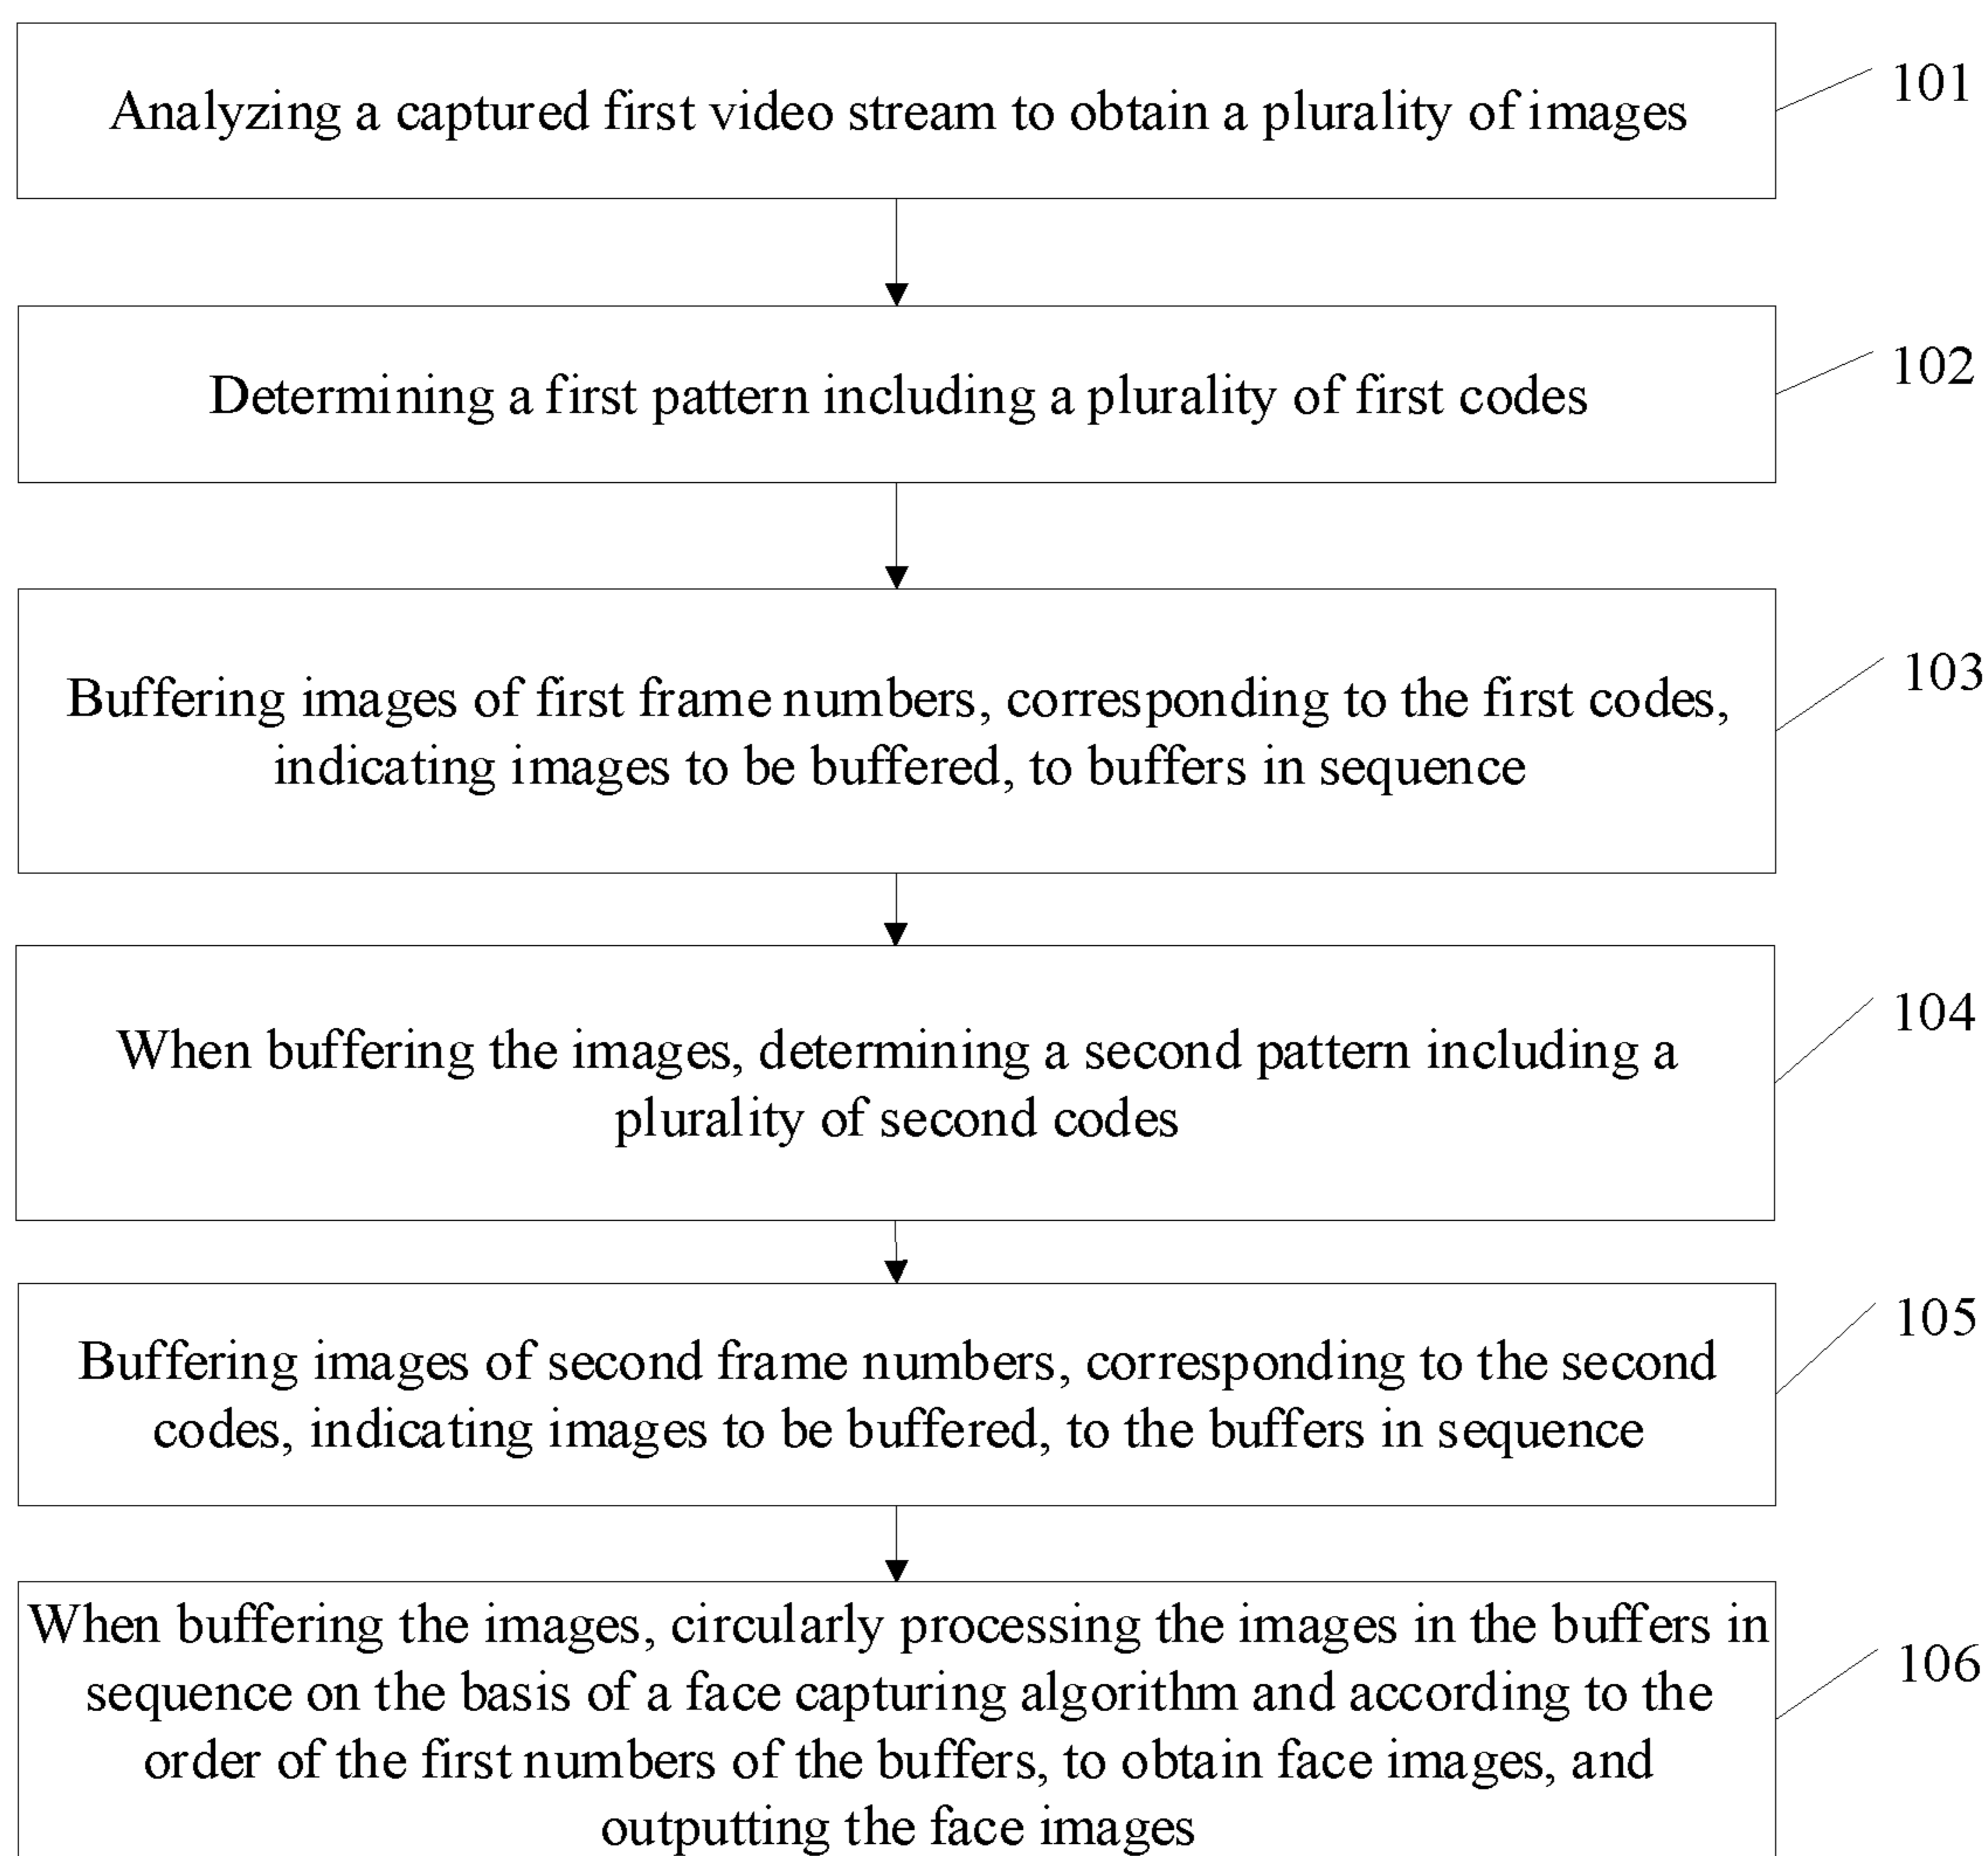 Analyzing a captured first video stream to obtain a plurality of images
101
Determining a first pattern including a plurality of first codes
102
Buffering images of first frame numbers, corresponding to the first codes,
indicating images to be buffered, to buffers in sequence
103
When buffering the images, determining a second pattern including a
plurality of second codes
104
Buffering images of second frame numbers, corresponding to the second
codes, indicating images to be buffered, to the buffers in sequence
105
When buffering the images, circularly processing the images in the buffers in
sequence on the basis of a face capturing algorithm and according to the
order of the first numbers of the buffers, to obtain face images, and
outputting the face images
106